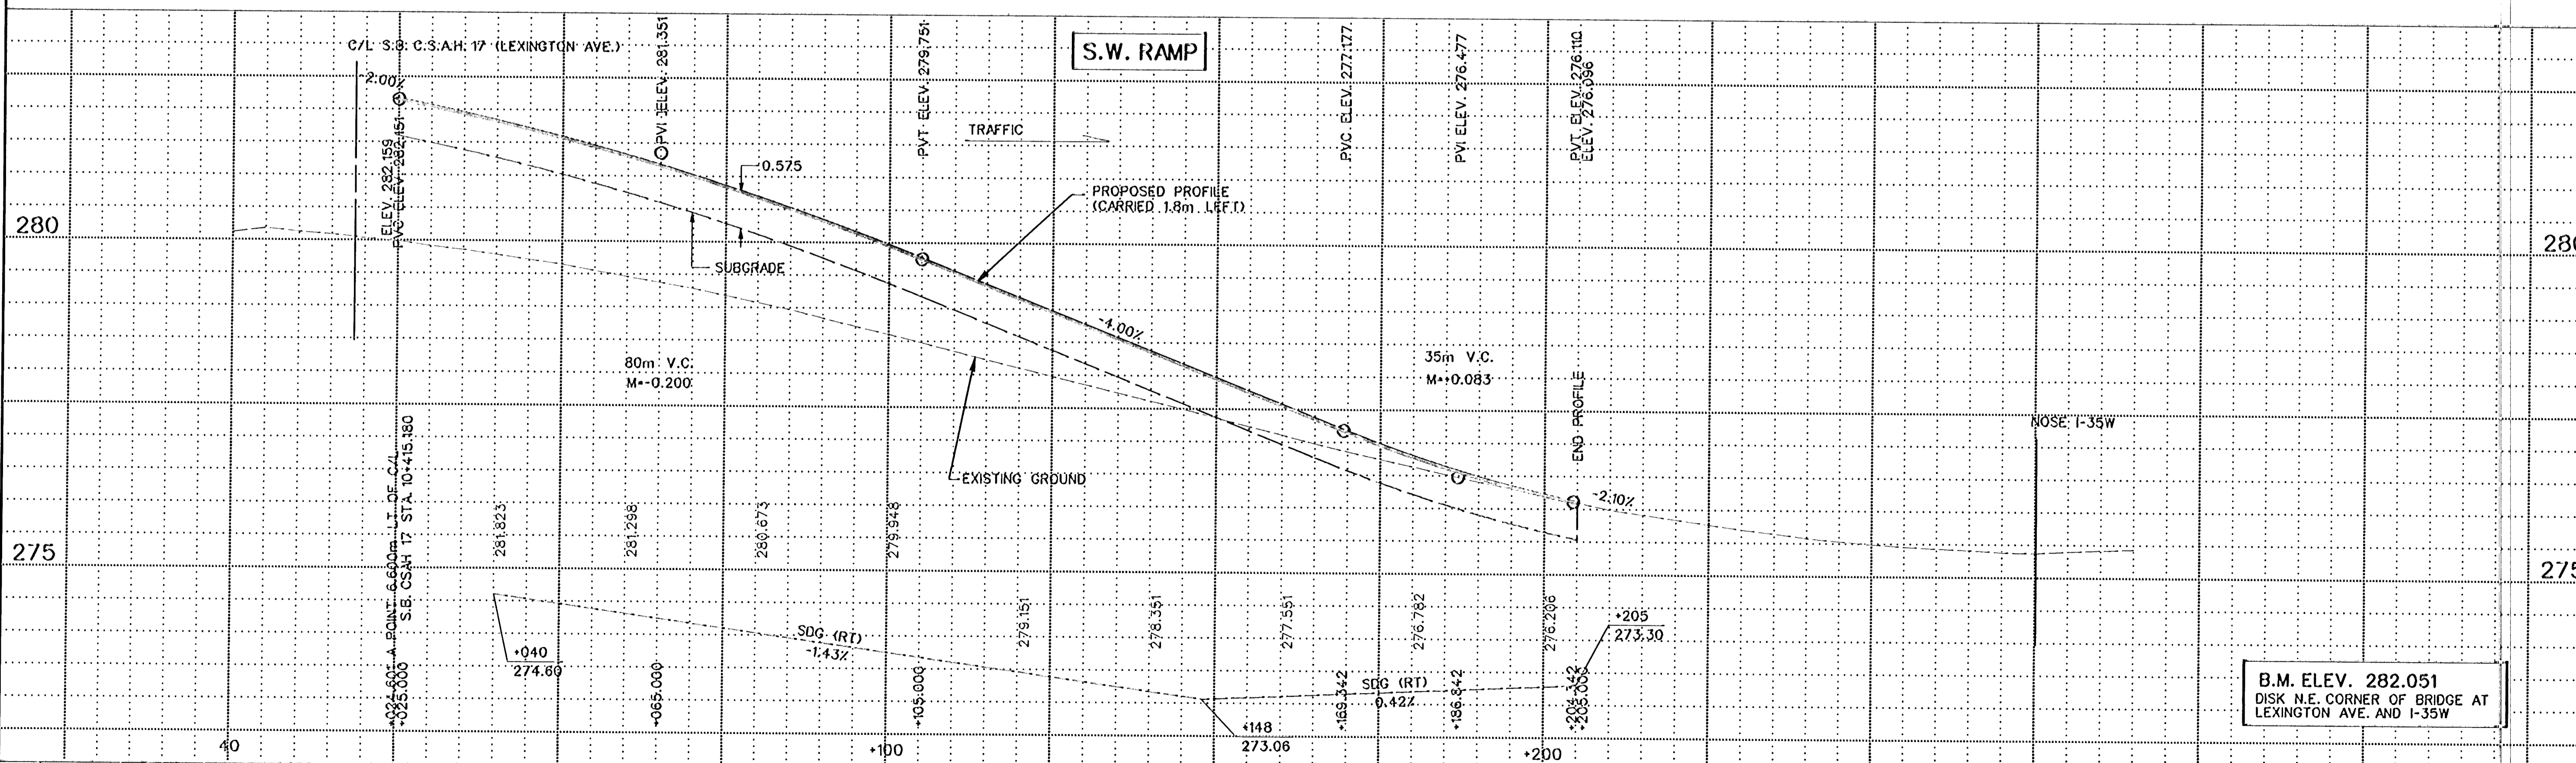 C/L S.B. C.S.A.H. 17 (LEXINGTON AVE.)
-2.00%
ELEV. 282.159
PVC ELEV. 282.151
PVI ELEV. 281.351
PVT ELEV. 279.751
S.W. RAMP
TRAFFIC
PVC ELEV. 277.177
PVI ELEV. 276.477
PVT ELEV. 276.110
ELEV. 276.096
0.575
PROPOSED PROFILE
(CARRIED 1.8m LEFT)
280
280
SUBGRADE
-4.00%
80m V.C.
M=-0.200
35m V.C.
M=+0.083
END PROFILE
NOSE I-35W
EXISTING GROUND
-2.10%
275
275
+024.601 A POINT 6.600m LT OF C/L
+025.000 S.B. CSAH 17 STA. 10+415.180
281.823
281.298
280.673
279.948
279.151
278.351
277.551
276.782
276.206
+040
274.60
SDG (RT)
-1.43%
+065.000
+105.000
+148
273.06
SDG (RT)
0.42%
+169.342
+186.842
+204.342
+205.002
+205
273.30
B.M. ELEV. 282.051
DISK N.E. CORNER OF BRIDGE AT
LEXINGTON AVE. AND I-35W
+100
+200